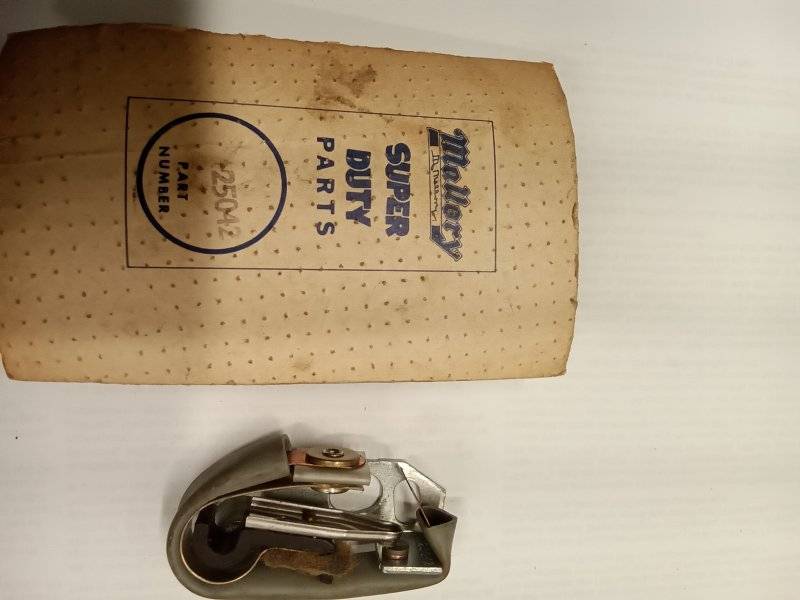 Mallory
SUPER
DUTY
PARTS
25042
PART
NUMBER